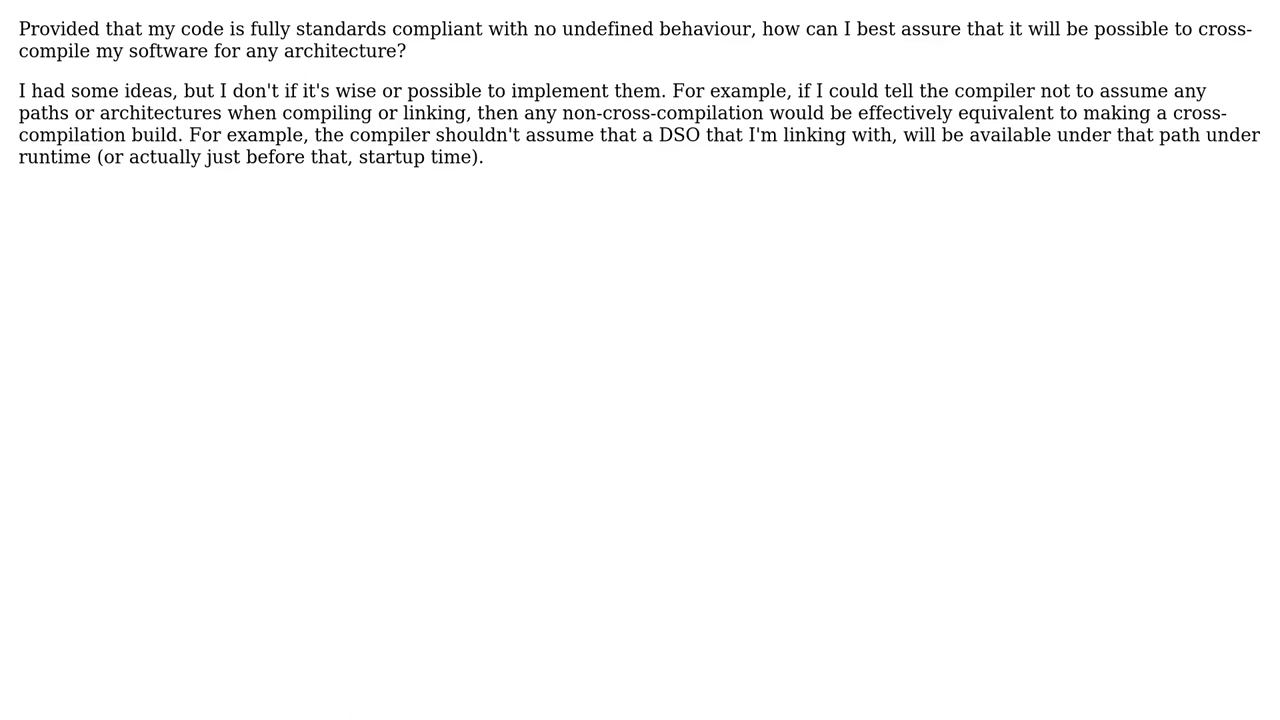 Provided that my code is fully standards compliant with no undefined behaviour, how can I best assure that it will be possible to cross-
compile my software for any architecture?
I had some ideas, but I don't if it's wise or possible to implement them. For example, if I could tell the compiler not to assume any
paths or architectures when compiling or linking, then any non-cross-compilation would be effectively equivalent to making a cross-
compilation build. For example, the compiler shouldn't assume that a DSO that I'm linking with, will be available under that path under
runtime (or actually just before that, startup time).